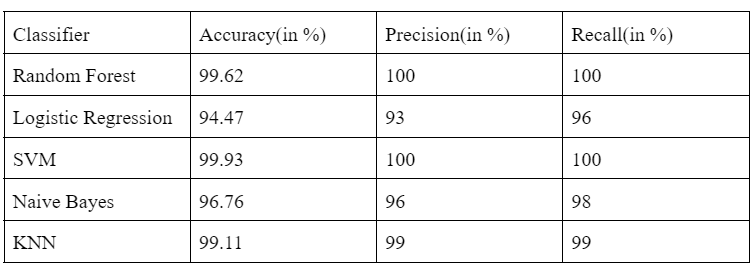 Classifier Accuracy(in %) Precision(in %) Recall(in %)
Random Forest 99.62 100 100
Logistic Regression 94.47 93 96
SVM 99.93 100 100
Naive Bayes 96.76 96 98
KNN 99.11 99 99